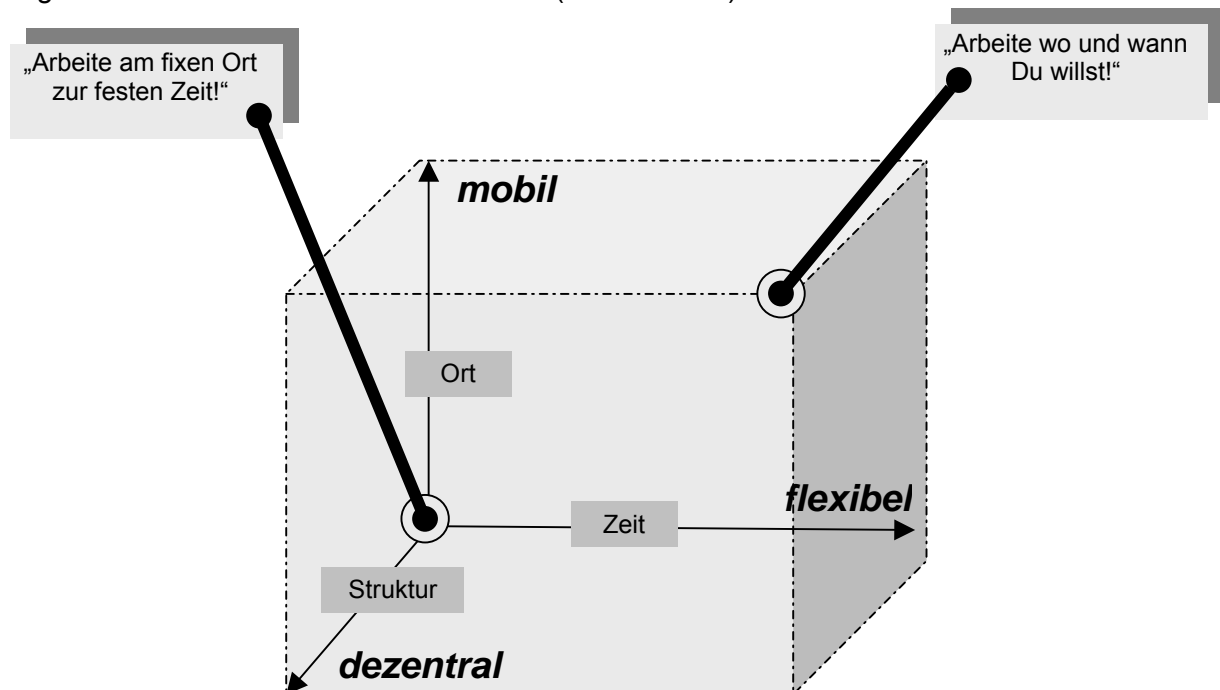 „Arbeite am fixen Ort
zur festen Zeit!“
„Arbeite wo und wann
Du willst!“
mobil
Ort
flexibel
Zeit
Struktur
dezentral